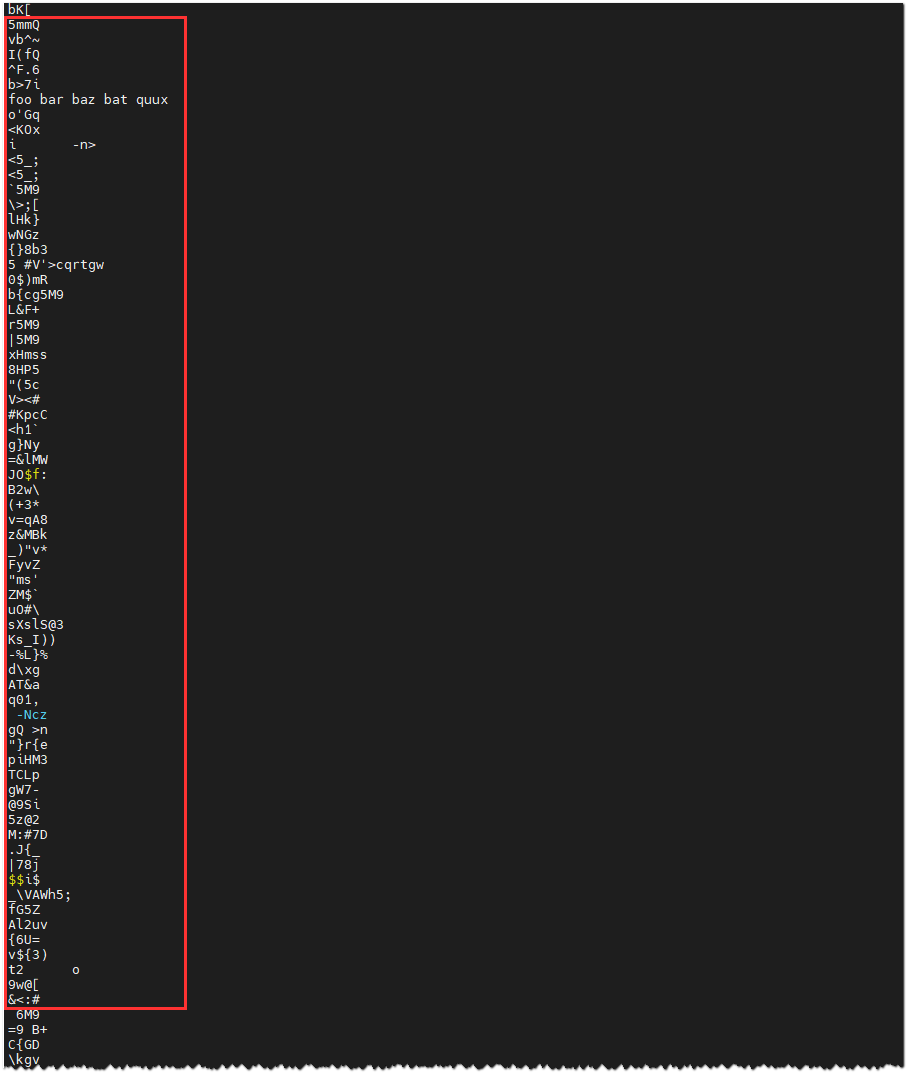 bK[
5mmQ
vb^~
I(fQ
^F.6
b>7i
foo bar baz bat quux
o'Gq
<KOx
i       -n>
<5_;
<5_;
`5M9
\>;[
lHk}
wNGz
{}8b3
5 #V'>cqrtgw
0$)mR
b{cg5M9
L&F+
r5M9
|5M9
xHmss
8HP5
"(5c
V><#
#KpcC
<h1`
g}Ny
=&lMW
JO$f:
B2w\
(+3*
v=qA8
z&MBk
_)"v*
FyvZ
"ms'
ZM$`
uO#\
sXslS@3
Ks_I))
-%L}%
d\xg
AT&a
q01,
 -Ncz
gQ >n
"}r{e
piHM3
TCLp
gW7-
@9Si
5z@2
M:#7D
.J{_
|78j
$$i$
_\VAWh5;
fG5Z
Al2uv
{6U=
v${3)
t2      o
9w@[
&<:#
 6M9
=9 B+
C{GD
\kgv